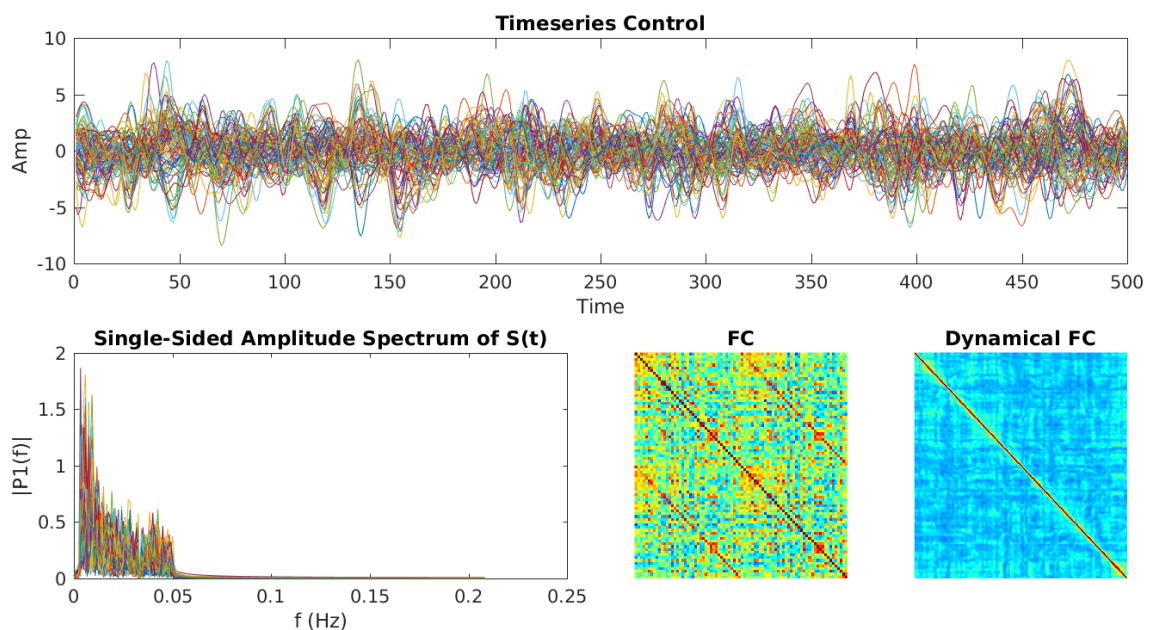 Timeseries Control
10
5
0
-5
-10
Amp
0 50 100 150 200 250 300 350 400 450 500
Time
Single-Sided Amplitude Spectrum of S(t)
2
1.5
1
0.5
0
|P1(f)|
0 0.05 0.1 0.15 0.2 0.25
f (Hz)
FC
Dynamical FC